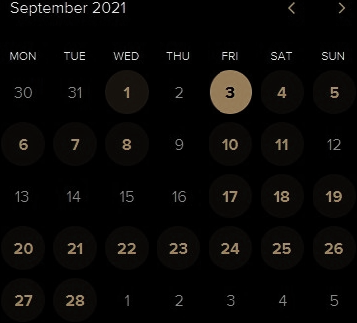 September 2021
MON TUE WED THU FRI SAT SUN
30 31 1 2 3 4 5
6 7 8 9 10 11 12
13 14 15 16 17 18 19
20 21 22 23 24 25 26
27 28 1 2 3 4 5